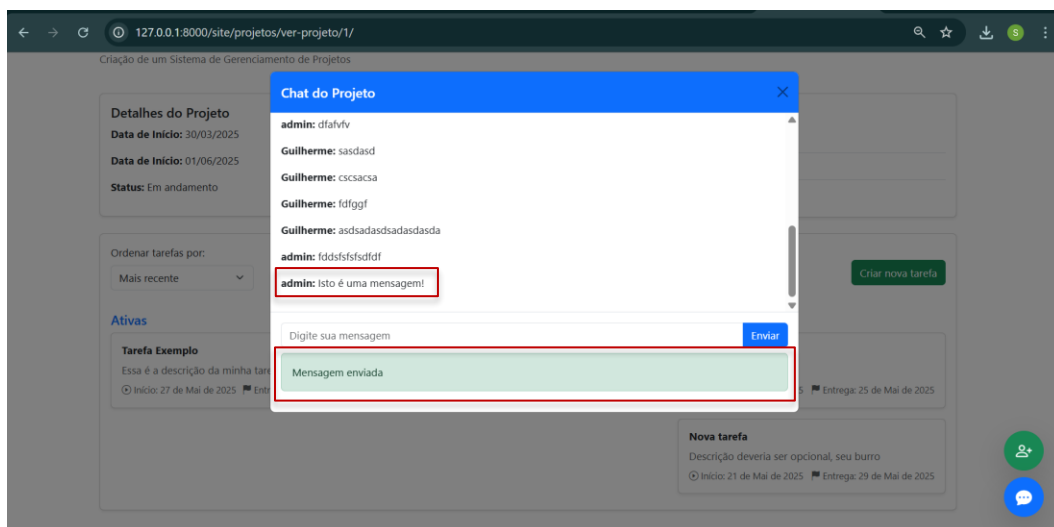 127.0.0.1:8000/site/projetos/ver-projeto/1/
S
Criação de um Sistema de Gerenciamento de Projetos
Detalhes do Projeto
Data de Início: 30/03/2025
Data de Início: 01/06/2025
Status: Em andamento
Chat do Projeto
admin: dfafvfv
Guilherme: sasdasd
Guilherme: cscsacsa
Guilherme: fdfggf
Guilherme: asdsadasdsadasdasda
admin: fddsfsfsfsdfdf
admin: Isto é uma mensagem!
Digite sua mensagem
Enviar
Mensagem enviada
Ordenar tarefas por:
Mais recente
Criar nova tarefa
Ativas
Tarefa Exemplo
Essa é a descrição da minha
Início: 27 de Mai de 2025
Entrega: 25 de Mai de 2025
Nova tarefa
Descrição deveria ser opcional, seu burro
Início: 21 de Mai de 2025 Entrega: 29 de Mai de 2025